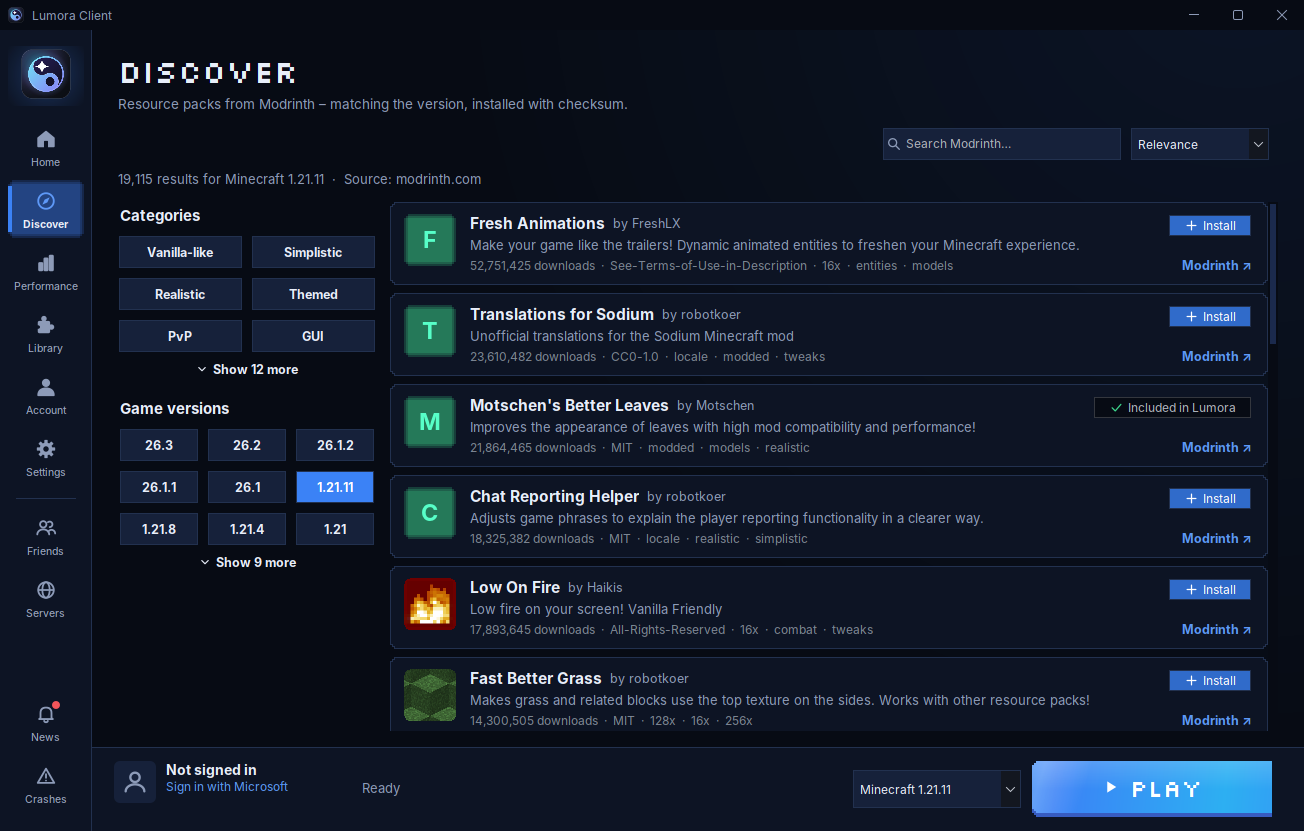 Lumora Client
DISCOVER
Resource packs from Modrinth – matching the version, installed with checksum.
Search Modrinth...
Relevance
19,115 results for Minecraft 1.21.11 · Source: modrinth.com
Home
Discover
Performance
Library
Account
Settings
Friends
Servers
News
Crashes
Categories
Vanilla-like
Simplistic
Realistic
Themed
PvP
GUI
Show 12 more
Game versions
26.3
26.2
26.1.2
26.1.1
26.1
1.21.11
1.21.8
1.21.4
1.21
Show 9 more
F
Fresh Animations by FreshLX
Install
Make your game like the trailers! Dynamic animated entities to freshen your Minecraft experience.
52,751,425 downloads · See-Terms-of-Use-in-Description · 16x · entities · models
Modrinth ↗
T
Translations for Sodium by robotkoer
Install
Unofficial translations for the Sodium Minecraft mod
23,610,482 downloads · CC0-1.0 · locale · modded · tweaks
Modrinth ↗
M
Motschen's Better Leaves by Motschen
Included in Lumora
Improves the appearance of leaves with high mod compatibility and performance!
21,864,465 downloads · MIT · modded · models · realistic
Modrinth ↗
C
Chat Reporting Helper by robotkoer
Install
Adjusts game phrases to explain the player reporting functionality in a clearer way.
18,325,382 downloads · MIT · locale · realistic · simplistic
Modrinth ↗
Low On Fire by Haikis
Install
Low fire on your screen! Vanilla Friendly
17,893,645 downloads · All-Rights-Reserved · 16x · combat · tweaks
Modrinth ↗
Fast Better Grass by robotkoer
Install
Makes grass and related blocks use the top texture on the sides. Works with other resource packs!
14,300,505 downloads · MIT · 128x · 16x · 256x
Modrinth ↗
Not signed in
Sign in with Microsoft
Ready
Minecraft 1.21.11
PLAY